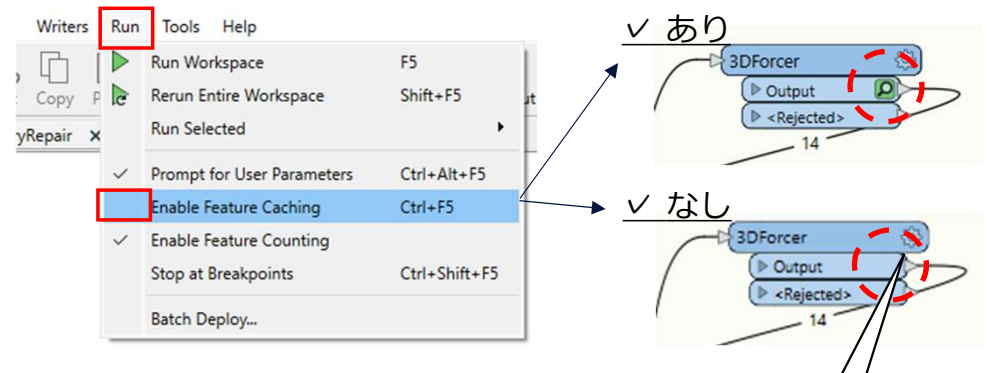 Writers Run Tools Help
Copy
Run Workspace F5
Rerun Entire Workspace Shift+F5
Run Selected
Prompt for User Parameters Ctrl+Alt+F5
Enable Feature Caching Ctrl+F5
Enable Feature Counting
Stop at Breakpoints Ctrl+Shift+F5
Batch Deploy...
yRepair
✓ あり
3DForcer
Output
<Rejected>
14
✓ なし
3DForcer
Output
<Rejected>
14